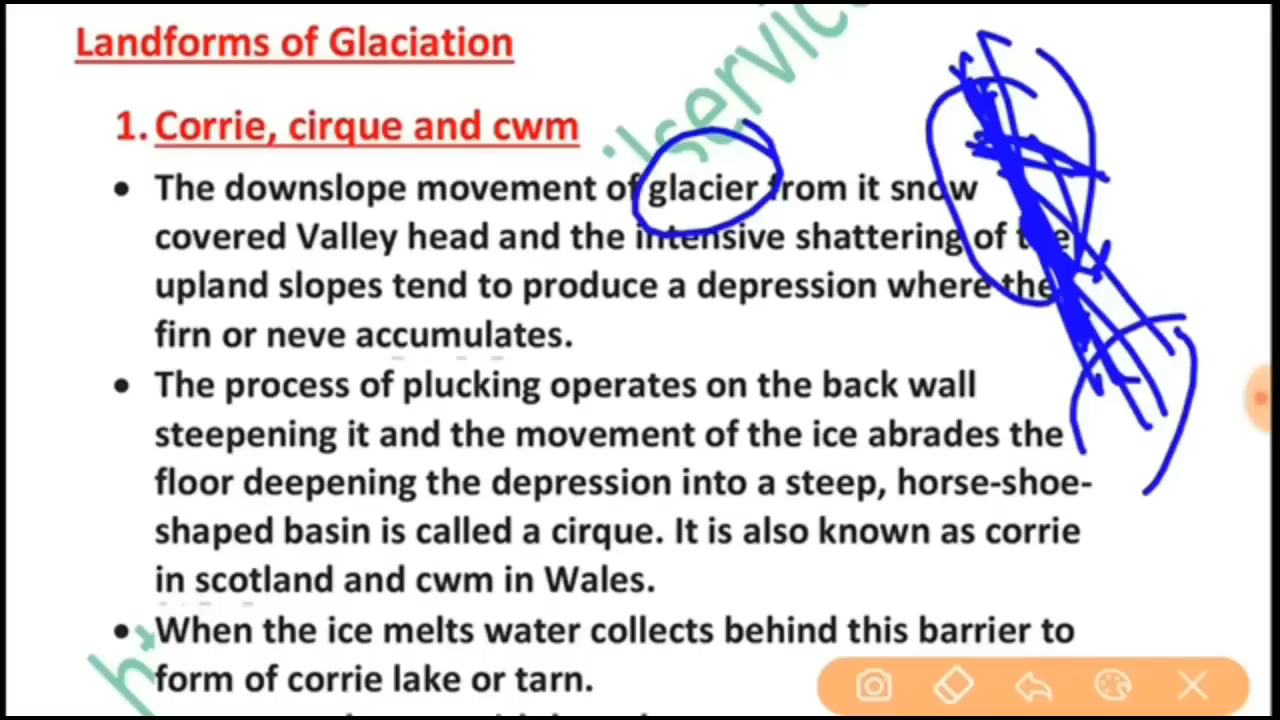 Landforms of Glaciation
1. Corrie, cirque and cwm
• The downslope movement of glacier from it snow
covered Valley head and the intensive shattering of the
upland slopes tend to produce a depression where the
firn or neve accumulates.
• The process of plucking operates on the back wall
steepening it and the movement of the ice abrades the
floor deepening the depression into a steep, horse-shoe-
shaped basin is called a cirque. It is also known as corrie
in scotland and cwm in Wales.
• When the ice melts water collects behind this barrier to
form of corrie lake or tarn.